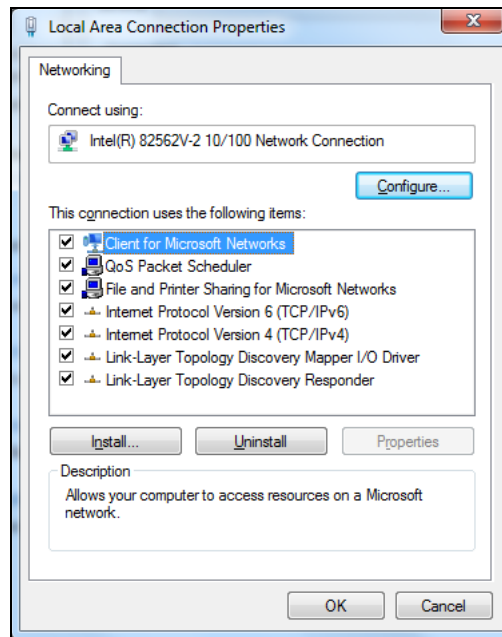 Local Area Connection Properties
Networking
Connect using:
Intel(R) 82562V-2 10/100 Network Connection
Configure...
This connection uses the following items:
Client for Microsoft Networks
QoS Packet Scheduler
File and Printer Sharing for Microsoft Networks
Internet Protocol Version 6 (TCP/IPv6)
Internet Protocol Version 4 (TCP/IPv4)
Link-Layer Topology Discovery Mapper I/O Driver
Link-Layer Topology Discovery Responder
Install... Uninstall Properties
Description
Allows your computer to access resources on a Microsoft
network.
OK Cancel